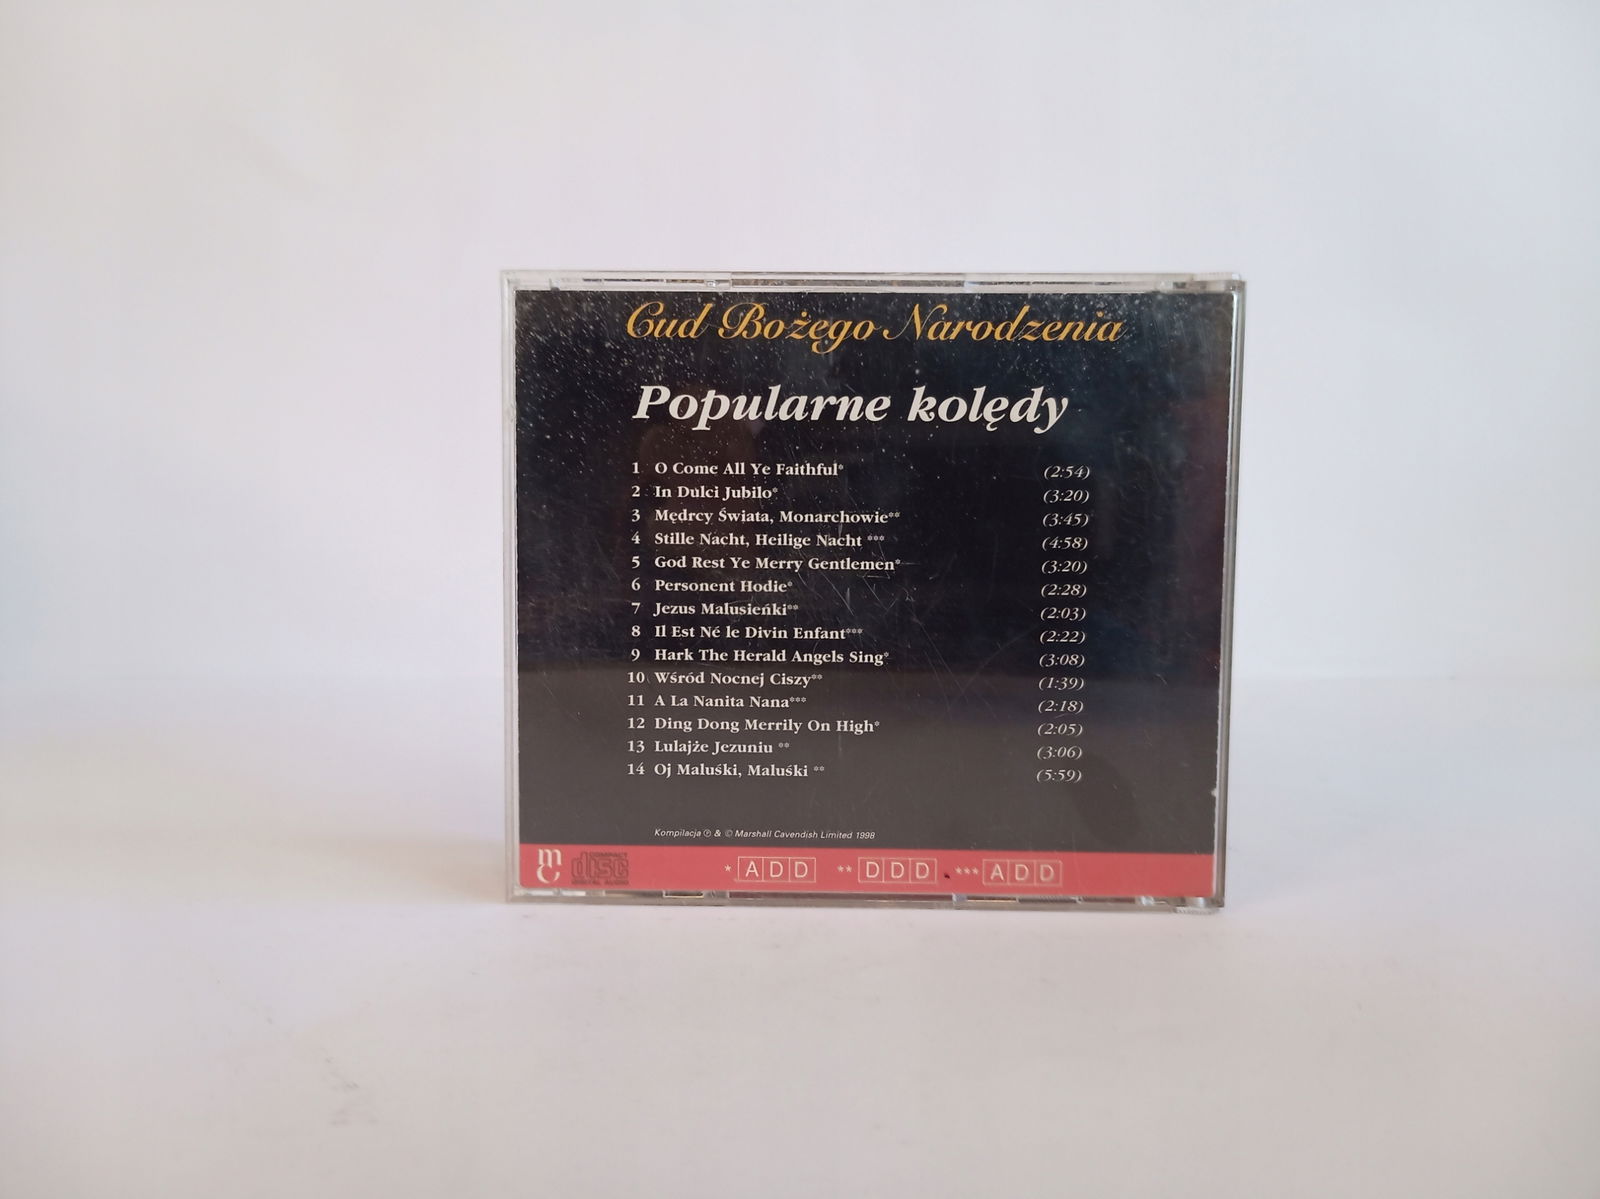 Cud Bożego Narodzenia
Popularne kolędy
1 O Come All Ye Faithful* (2:54)
2 In Dulci Jubilo* (3:20)
3 Mędrcy Świata, Monarchowie** (3:45)
4 Stille Nacht, Heilige Nacht *** (4:58)
5 God Rest Ye Merry Gentlemen* (3:20)
6 Personent Hodie* (2:28)
7 Jezus Malusieńki** (2:03)
8 Il Est Né le Divin Enfant*** (2:22)
9 Hark The Herald Angels Sing* (3:08)
10 Wśród Nocnej Ciszy** (1:39)
11 A La Nanita Nana*** (2:18)
12 Ding Dong Merrily On High* (2:05)
13 Lulajże Jezuniu ** (3:06)
14 Oj Maluśki, Maluśki ** (5:59)
Kompilacja ℗ & © Marshall Cavendish Limited 1998
mc COMPACT disc DIGITAL AUDIO * ADD ** DDD *** ADD